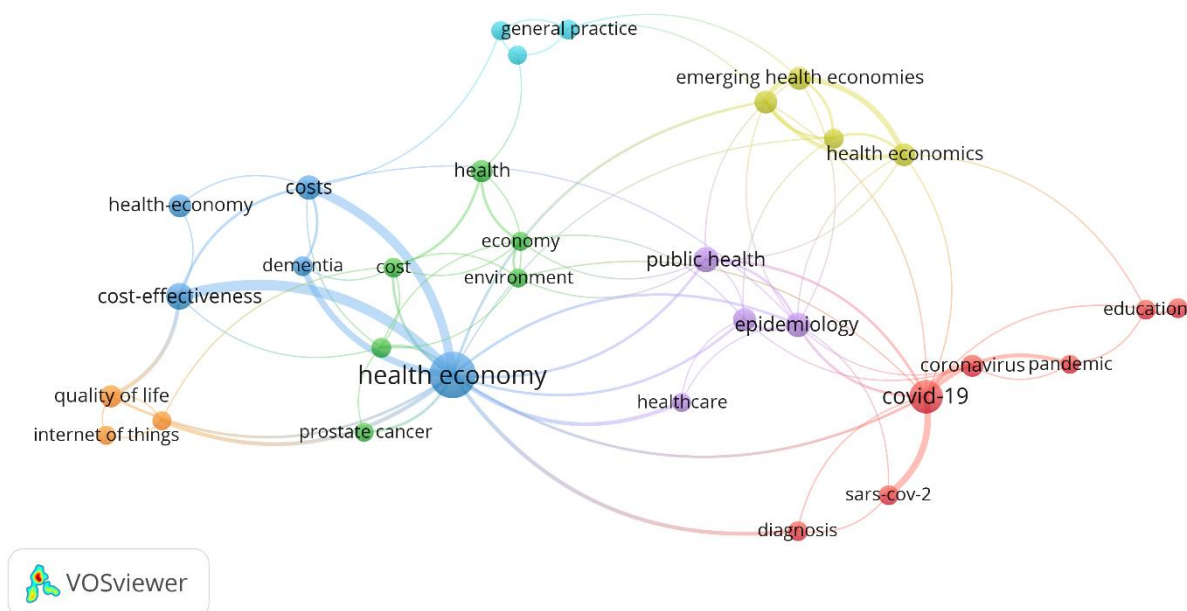 general practice
emerging health economies
health economics
health
costs
health-economy
economy
public health
dementia
cost
environment
cost-effectiveness
education
epidemiology
coronavirus
pandemic
health economy
quality of life
healthcare
covid-19
internet of things
prostate cancer
sars-cov-2
diagnosis
VOSviewer